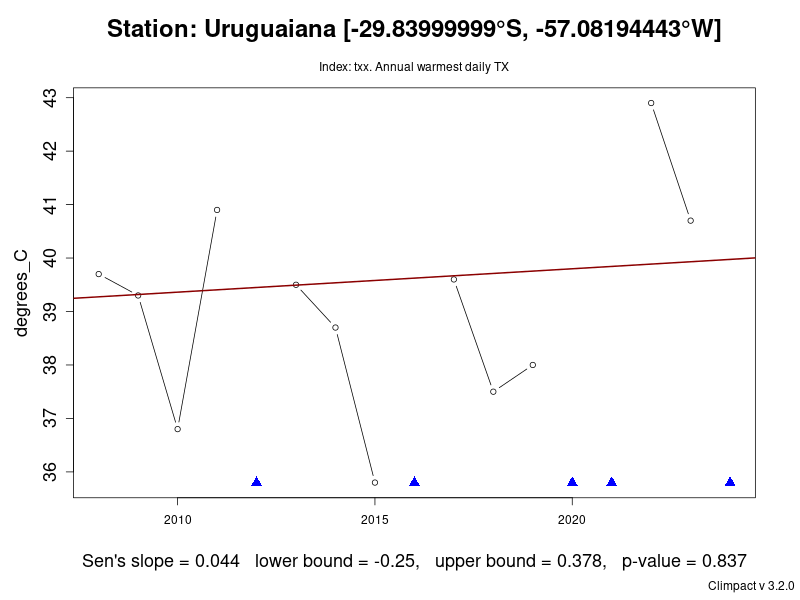 Station: Uruguaiana [-29.83999999°S, -57.08194443°W]
Index: txx. Annual warmest daily TX
43
42
41
40
39
38
37
36
degrees_C
2010 2015 2020
Sen's slope = 0.044 lower bound = -0.25, upper bound = 0.378, p-value = 0.837
Climpact v 3.2.0